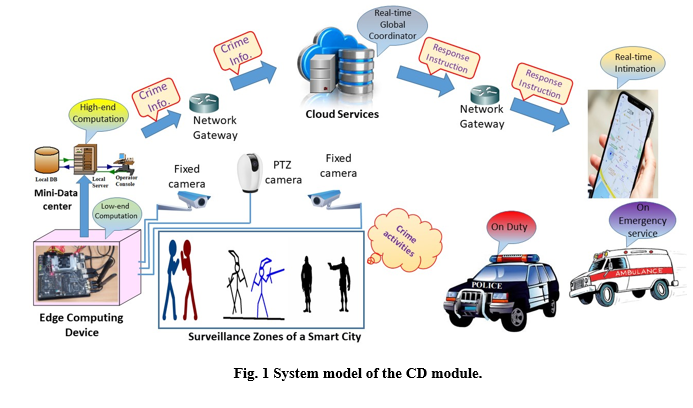 Real-time
Global
Coordinator
Crime
Info.
Response
Instruction
Real-time
Intimation
Crime
Info.
Response
Instruction
High-end
Computation
Network
Gateway
Cloud Services
Network
Gateway
Local DB
Local
Server
Operator
Console
Mini-Data
center
Fixed
camera
PTZ
camera
Fixed
camera
Low-end
Computation
Crime
activities
On Duty
On
Emergency
service
POLICE
AMBULANCE
Edge Computing
Device
Surveillance Zones of a Smart City
Fig. 1 System model of the CD module.